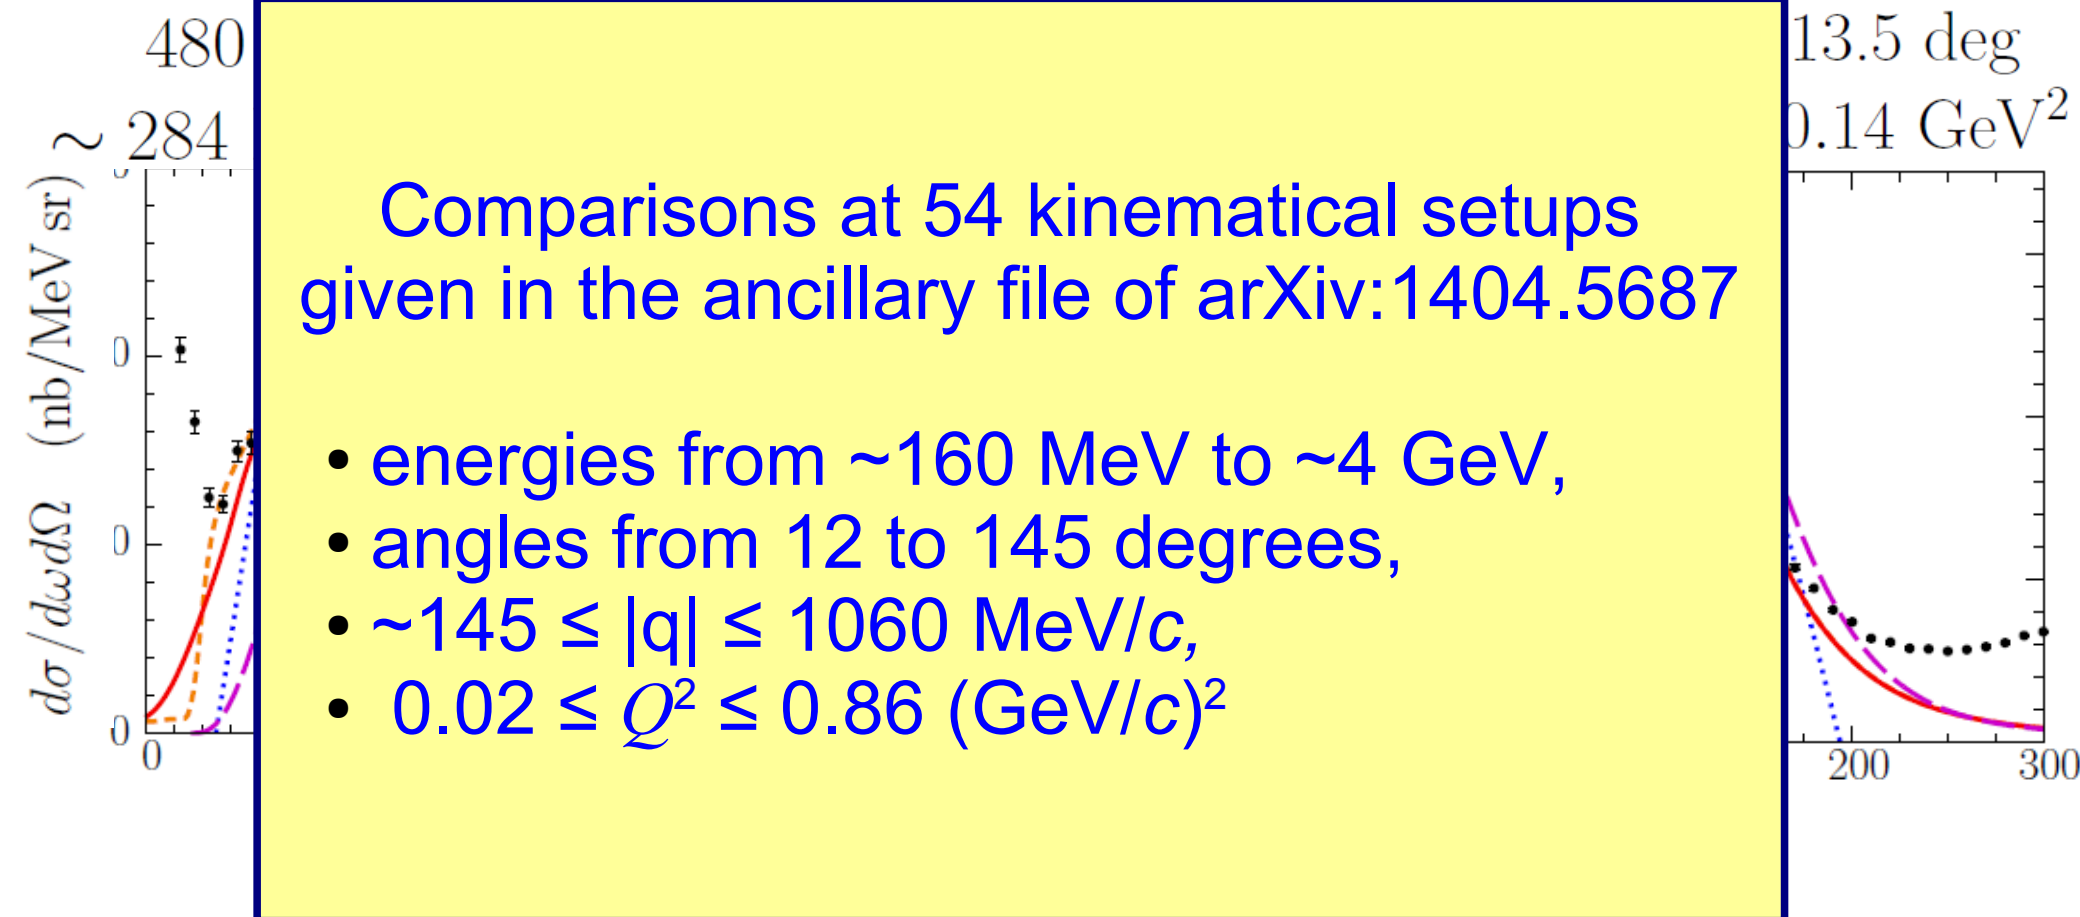 480
13.5 deg
~ 284
0.14 GeV²
dσ/dωdΩ (nb/MeV sr)
Comparisons at 54 kinematical setups
given in the ancillary file of arXiv:1404.5687
• energies from ~160 MeV to ~4 GeV,
• angles from 12 to 145 degrees,
• ~145 ≤ |q| ≤ 1060 MeV/c,
• 0.02 ≤ Q² ≤ 0.86 (GeV/c)²
0
0
0
0
200
300